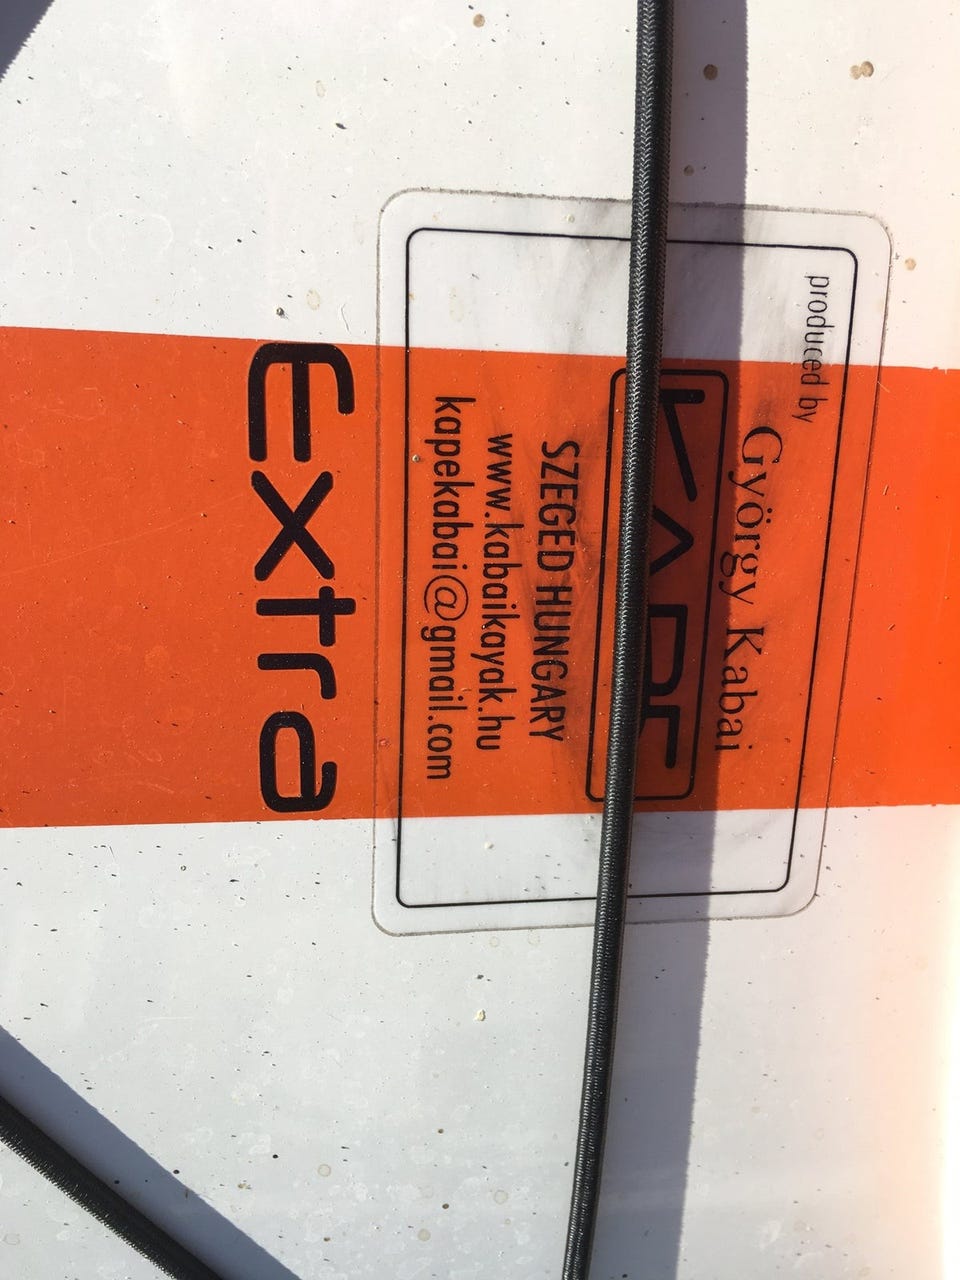 produced by
György Kabai
SZEGED HUNGARY
www.kabaikayak.hu
kapekabai@gmail.com
Extra